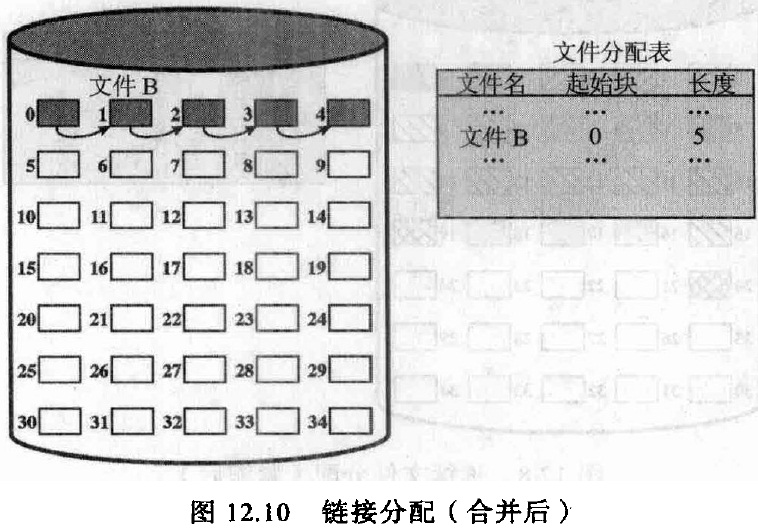 文件 B
0 1 2 3 4
5 6 7 8 9
10 11 12 13 14
15 16 17 18 19
20 21 22 23 24
25 26 27 28 29
30 31 32 33 34
文件分配表
文件名 起始块 长度
... ... ...
文件 B 0 5
... ... ...
图 12.10 链接分配（合并后）